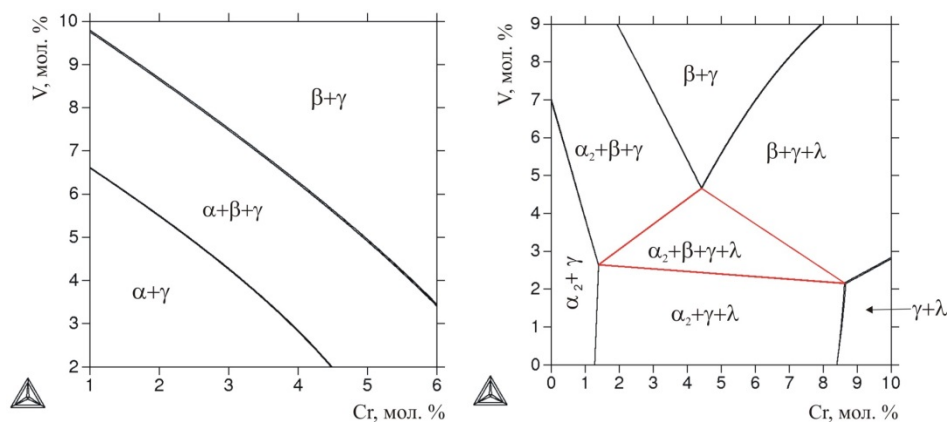 V, мол. %
10
9
8
7
6
5
4
3
2
β+γ
α+β+γ
α+γ
1 2 3 4 5 6
Cr, мол. %
V, мол. %
9
8
7
6
5
4
3
2
1
0
β+γ
α₂+β+γ
β+γ+λ
α₂+β+γ+λ
α₂ + γ
α₂+γ+λ
γ+λ
0 1 2 3 4 5 6 7 8 9 10
Cr, мол. %